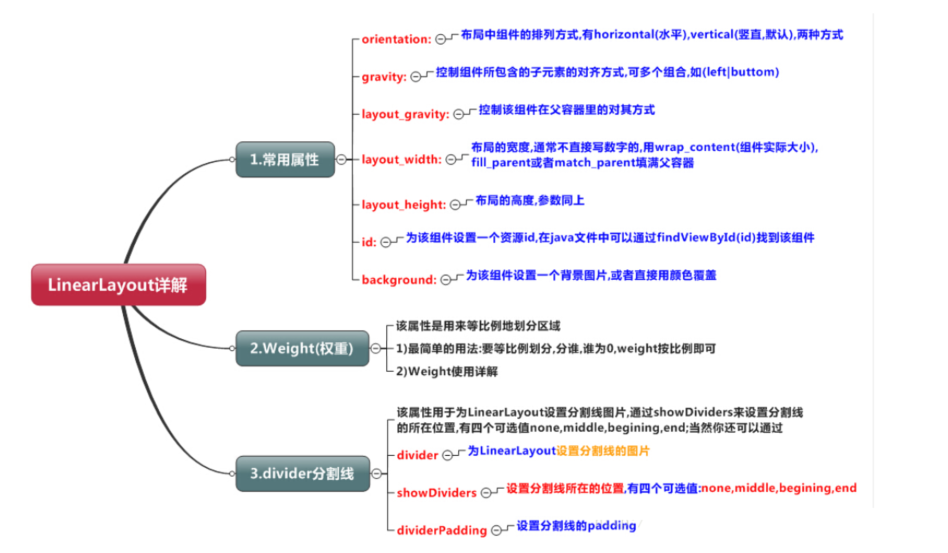 LinearLayout详解
1.常用属性
orientation:
布局中组件的排列方式,有horizontal(水平),vertical(竖直,默认),两种方式
gravity:
控制组件所包含的子元素的对齐方式,可多个组合,如(left|buttom)
layout_gravity:
控制该组件在父容器里的对其方式
layout_width:
布局的宽度,通常不直接写数字的,用wrap_content(组件实际大小),
fill_parent或者match_parent填满父容器
layout_height:
布局的高度,参数同上
id:
为该组件设置一个资源id,在java文件中可以通过findViewById(id)找到该组件
background:
为该组件设置一个背景图片,或者直接用颜色覆盖
2.Weight(权重)
该属性是用来等比例地划分区域
1)最简单的用法:要等比例划分,分谁,谁为0,weight按比例即可
2)Weight使用详解
3.divider分割线
该属性用于为LinearLayout设置分割线图片,通过showDividers来设置分割线
的所在位置,有四个可选值none,middle,begining,end;当然你还可以通过
divider
为LinearLayout设置分割线的图片
showDividers
设置分割线所在的位置,有四个可选值:none,middle,begining,end
dividerPadding
设置分割线的padding